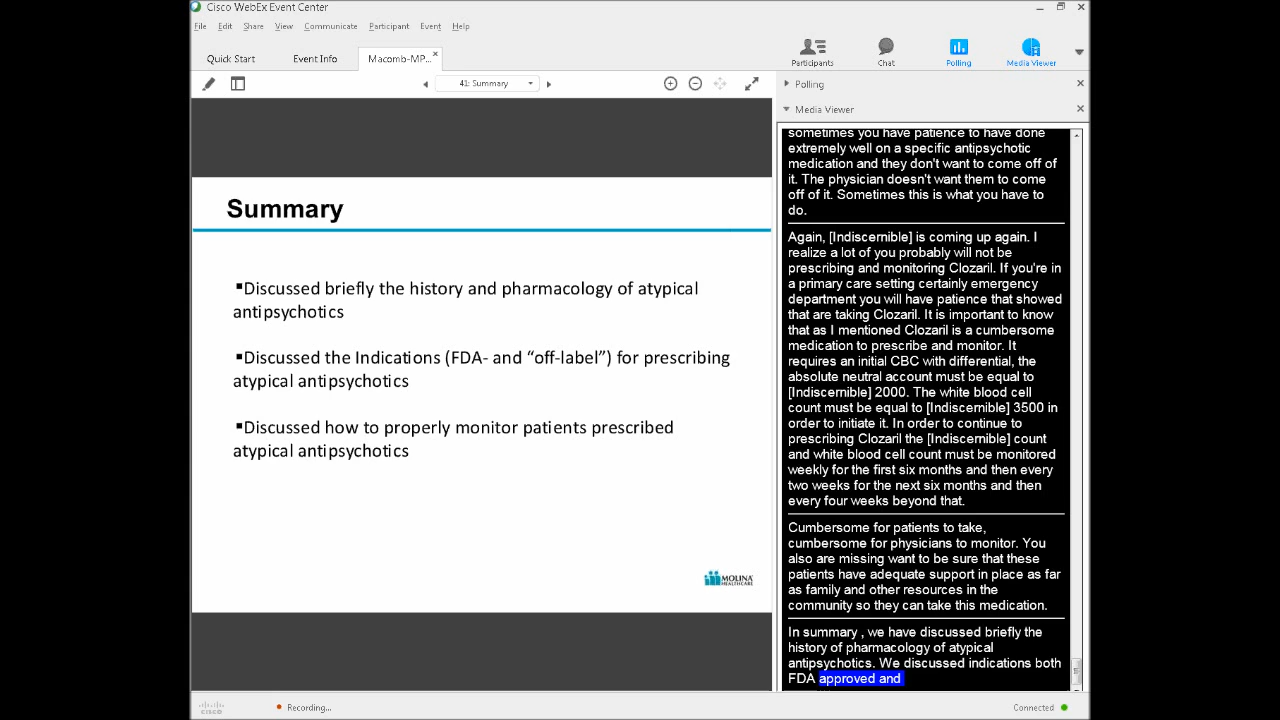 Cisco WebEx Event Center
File Edit Share View Communicate Participant Event Help
Quick Start Event Info Macomb-MP...
Participants Chat Polling Media Viewer
41: Summary
Polling
Media Viewer
Summary
▪Discussed briefly the history and pharmacology of atypical
antipsychotics
▪Discussed the Indications (FDA- and “off-label”) for prescribing
atypical antipsychotics
▪Discussed how to properly monitor patients prescribed
atypical antipsychotics
MOLINA
HEALTHCARE
sometimes you have patience to have done
extremely well on a specific antipsychotic
medication and they don't want to come off of
it. The physician doesn't want them to come
off of it. Sometimes this is what you have to
do.
Again, [Indiscernible] is coming up again. I
realize a lot of you probably will not be
prescribing and monitoring Clozaril. If you're in
a primary care setting certainly emergency
department you will have patience that showed
that are taking Clozaril. It is important to know
that as I mentioned Clozaril is a cumbersome
medication to prescribe and monitor. It
requires an initial CBC with differential, the
absolute neutral account must be equal to
[Indiscernible] 2000. The white blood cell
count must be equal to [Indiscernible] 3500 in
order to initiate it. In order to continue to
prescribing Clozaril the [Indiscernible] count
and white blood cell count must be monitored
weekly for the first six months and then every
two weeks for the next six months and then
every four weeks beyond that.
Cumbersome for patients to take,
cumbersome for physicians to monitor. You
also are missing want to be sure that these
patients have adequate support in place as far
as family and other resources in the
community so they can take this medication.
In summary , we have discussed briefly the
history of pharmacology of atypical
antipsychotics. We discussed indications both
FDA approved and
CISCO
Recording...
Connected